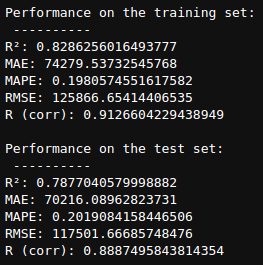 Performance on the training set:
----------
R²: 0.8286256016493777
MAE: 74279.53732545768
MAPE: 0.1980574551617582
RMSE: 125866.65414406535
R (corr): 0.9126604229438949

Performance on the test set:
----------
R²: 0.7877040579998882
MAE: 70216.08962823731
MAPE: 0.2019084158446506
RMSE: 117501.66685748476
R (corr): 0.8887495843814354